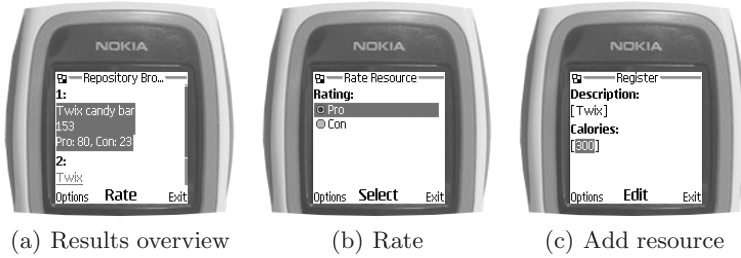 NOKIA
Repository Bro...
1:
Twix candy bar
153
Pro: 80, Con: 23
2:
Twix
Options Rate Exit
(a) Results overview
NOKIA
Rate Resource
Rating:
Pro
Con
Options Select Exit
(b) Rate
NOKIA
Register
Description:
[Twix]
Calories:
[300]
Options Edit Exit
(c) Add resource